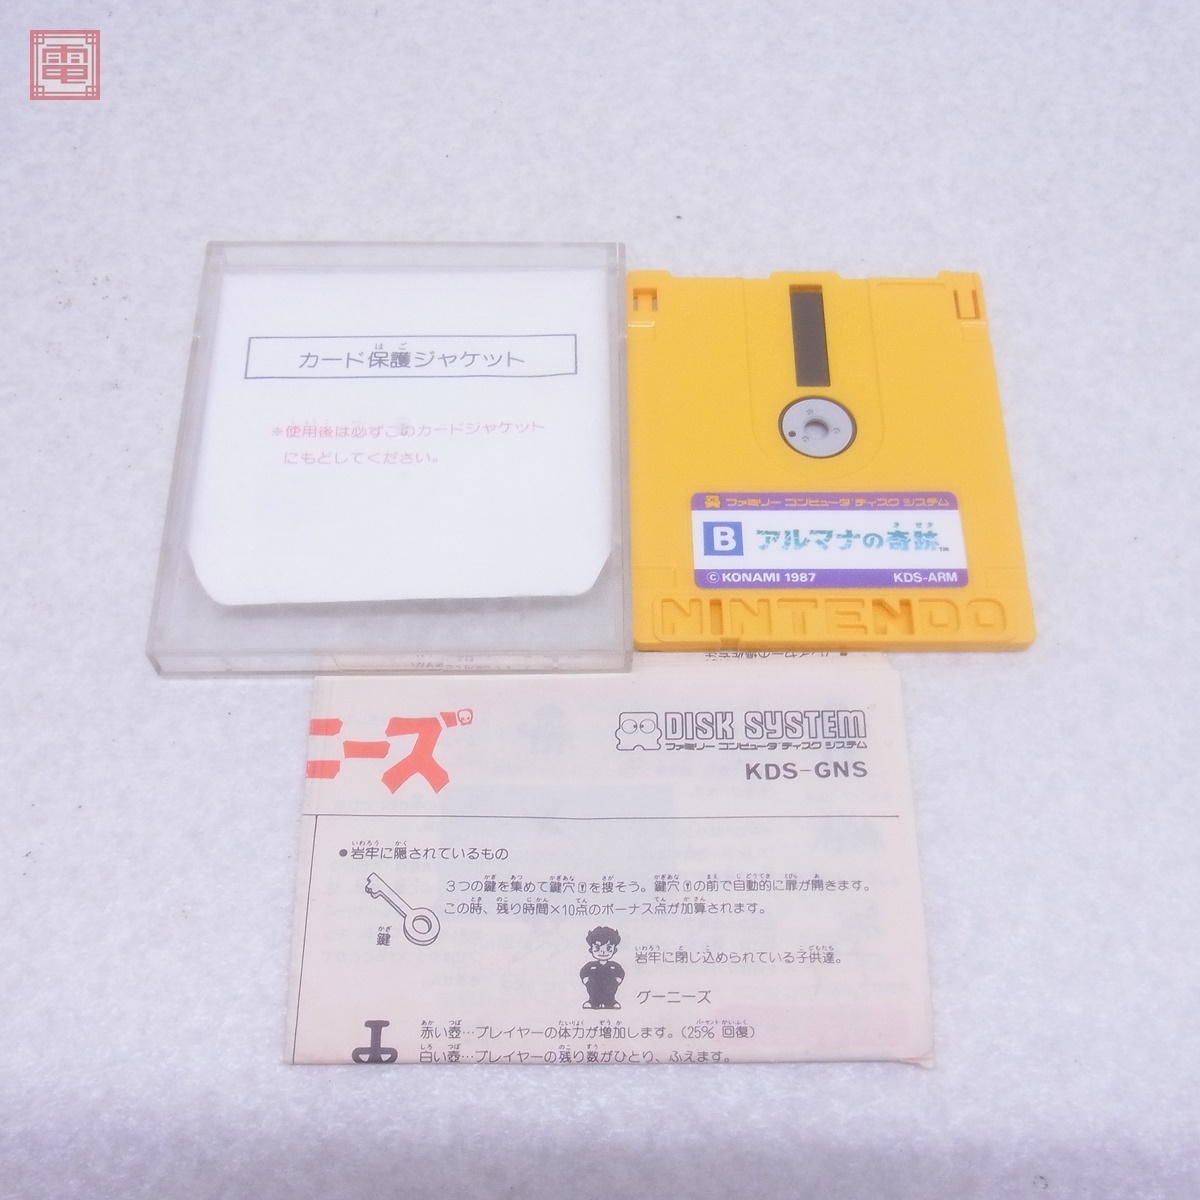 電
カード保護ジャケット
※使用後は必ずこのカードジャケット
にもどしてください。
ファミリー コンピュータ ディスク システム
B アルマナの奇跡 TM
© KONAMI 1987 KDS-ARM
NINTENDO
ニーズ
DISK SYSTEM
ファミリー コンピュータ ディスク システム
KDS-GNS
●岩牢に隠されているもの
3つの鍵を集めて鍵穴を捜そう。鍵穴の前で自動的に扉が開きます。
この時、残り時間×10点のボーナス点が加算されます。
鍵
岩牢に閉じ込められている子供達。
グーニーズ
赤い壺…プレイヤーの体力が増加します。(25% 回復)
白い壺…プレイヤーの残り数がひとり、ふえます。